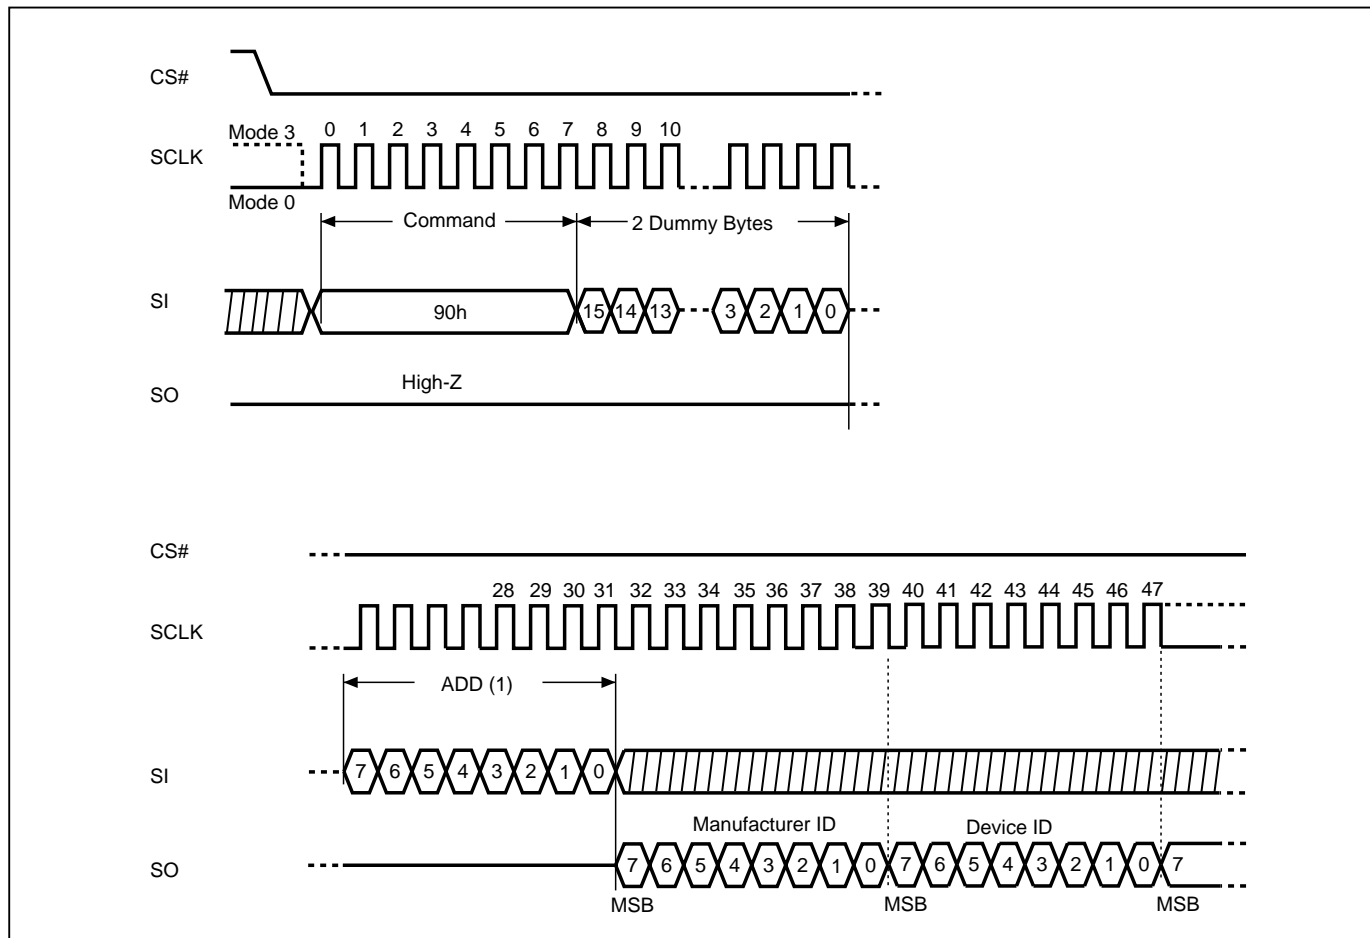 CS#
Mode 3 0 1 2 3 4 5 6 7 8 9 10
SCLK
Mode 0
Command 2 Dummy Bytes
SI 90h 15 14 13 3 2 1 0
High-Z
SO
CS#
28 29 30 31 32 33 34 35 36 37 38 39 40 41 42 43 44 45 46 47
SCLK
ADD (1)
SI 7 6 5 4 3 2 1 0
Manufacturer ID Device ID
SO 7 6 5 4 3 2 1 0 7 6 5 4 3 2 1 0 7
MSB MSB MSB